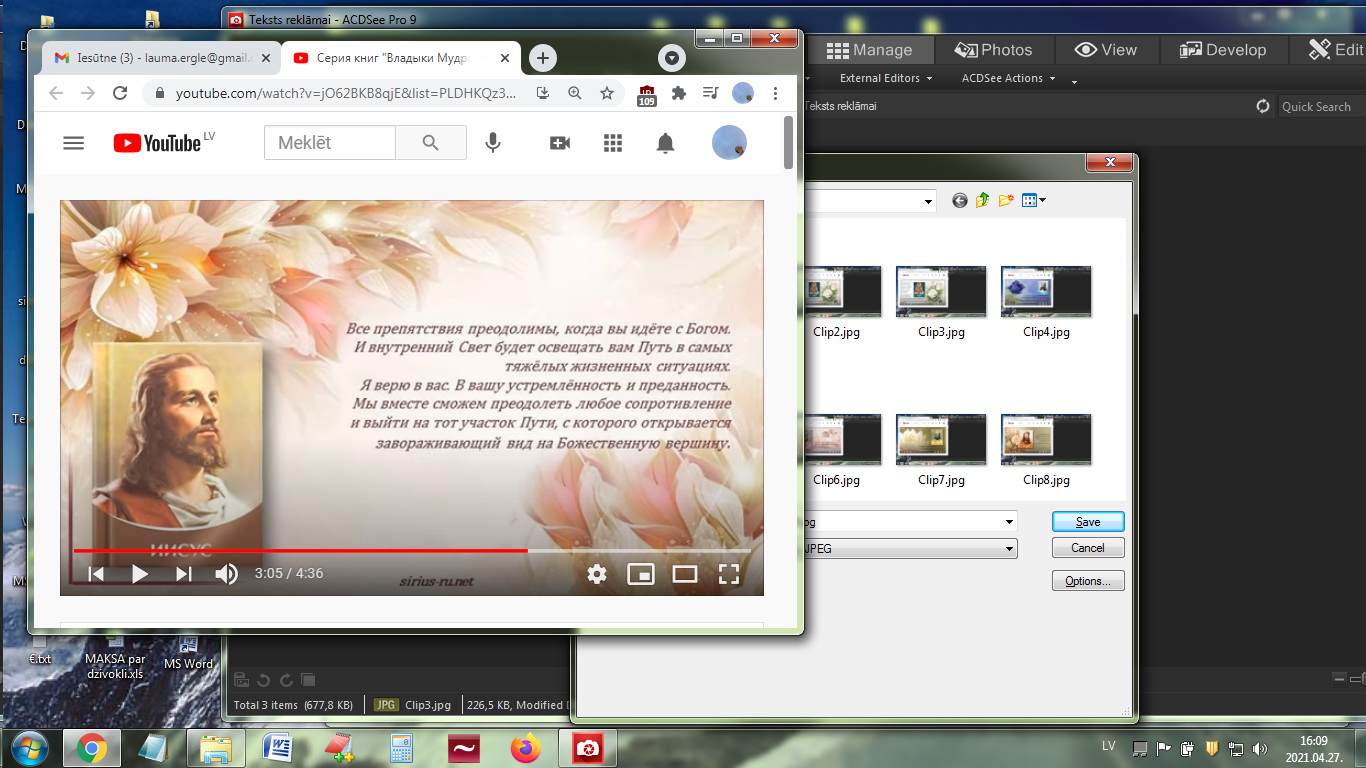 Teksts reklāmai - ACDSee Pro 9
Iesūtne (3) - lauma.ergle@gmail.
Серия книг "Владыки Мудро
Manage
Photos
View
Develop
Edit
youtube.com/watch?v=jO62BKB8qjE&list=PLDHKQz3...
109
External Editors
ACDSee Actions
Teksts reklāmai
Quick Search
YouTube LV
Meklēt
Все препятствия преодолимы, когда вы идёте с Богом.
И внутренний Свет будет освещать вам Путь в самых
тяжёлых жизненных ситуациях.
Я верю в вас. В вашу устремлённость и преданность.
Мы вместе сможем преодолеть любое сопротивление
и выйти на тот участок Пути, с которого открывается
завораживающий вид на Божественную вершину.
ИИСУС
3:05 / 4:36
sirius-ru.net
Clip2.jpg
Clip3.jpg
Clip4.jpg
Clip6.jpg
Clip7.jpg
Clip8.jpg
Save
JPEG
Cancel
Options...
€.txt
MAKSA par
dzivokli.xls
MS Word
Total 3 items (677,8 KB)
JPG
Clip3.jpg
226,5 KB, Modified
LV
16:09
2021.04.27.